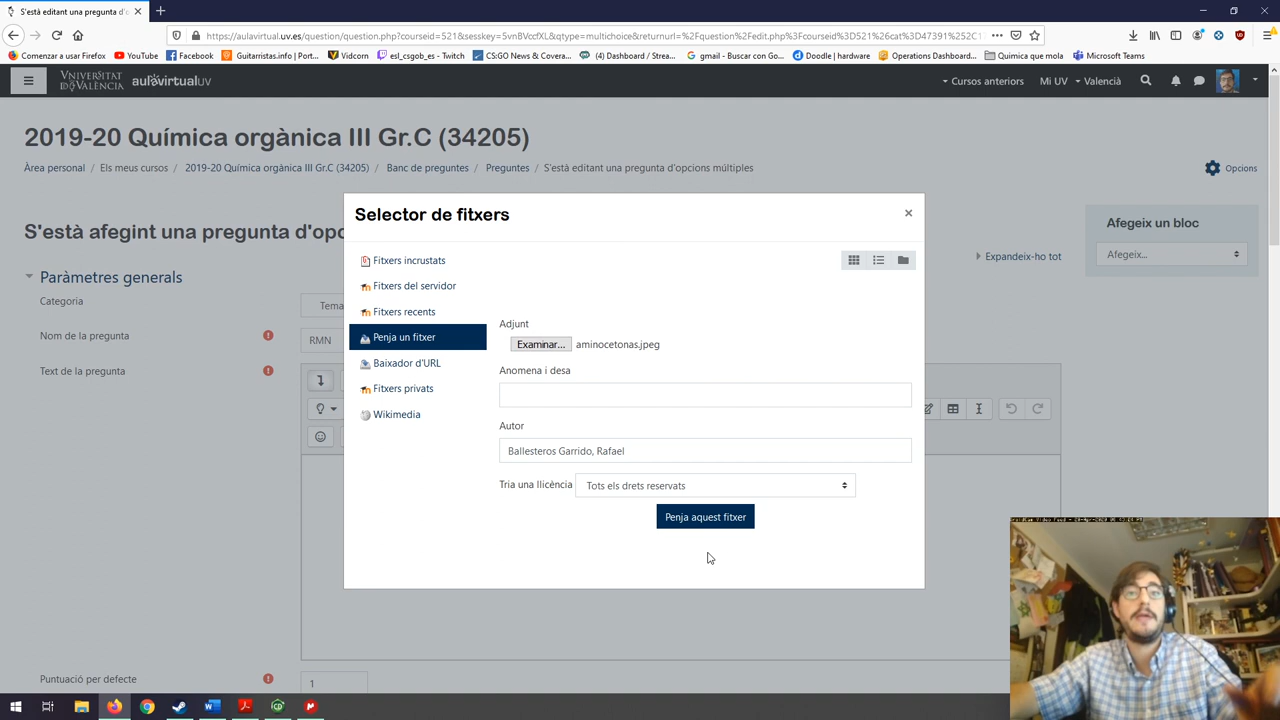 S'està editant una pregunta d'o
https://aulavirtual.uv.es/question/question.php?courseid=521&sesskey=5vnBVccfXL&qtype=multichoice&returnurl=%2Fquestion%2Fedit.php%3Fcourseid%3D521%26cat%3D47391%252C1
Comenzar a usar Firefox
YouTube
Facebook
Guitarristas.info | Port...
Vidcorn
esl_csgob_es - Twitch
CS:GO News & Covera...
(4) Dashboard / Strea...
gmail - Buscar con Go...
Doodle | hardware
Operations Dashboard...
Quimica que mola
Microsoft Teams
VNIVERSITAT
D VALÈNCIA
aulavirtualUV
Cursos anteriors
Mi UV
Valencià
2019-20 Química orgànica III Gr.C (34205)
Àrea personal / Els meus cursos / 2019-20 Química orgànica III Gr.C (34205) / Banc de preguntes / Preguntes / S'està editant una pregunta d'opcions múltiples
Opcions
S'està afegint una pregunta d'opc
Expandeix-ho tot
Afegeix un bloc
Afegeix...
Paràmetres generals
Categoria
Tema
Nom de la pregunta
RMN
Text de la pregunta
Puntuació per defecte
1
Selector de fitxers
×
Fitxers incrustats
Fitxers del servidor
Fitxers recents
Penja un fitxer
Baixador d'URL
Fitxers privats
Wikimedia
Adjunt
Examinar... aminocetonas.jpeg
Anomena i desa
Autor
Ballesteros Garrido, Rafael
Tria una llicència
Tots els drets reservats
Penja aquest fitxer